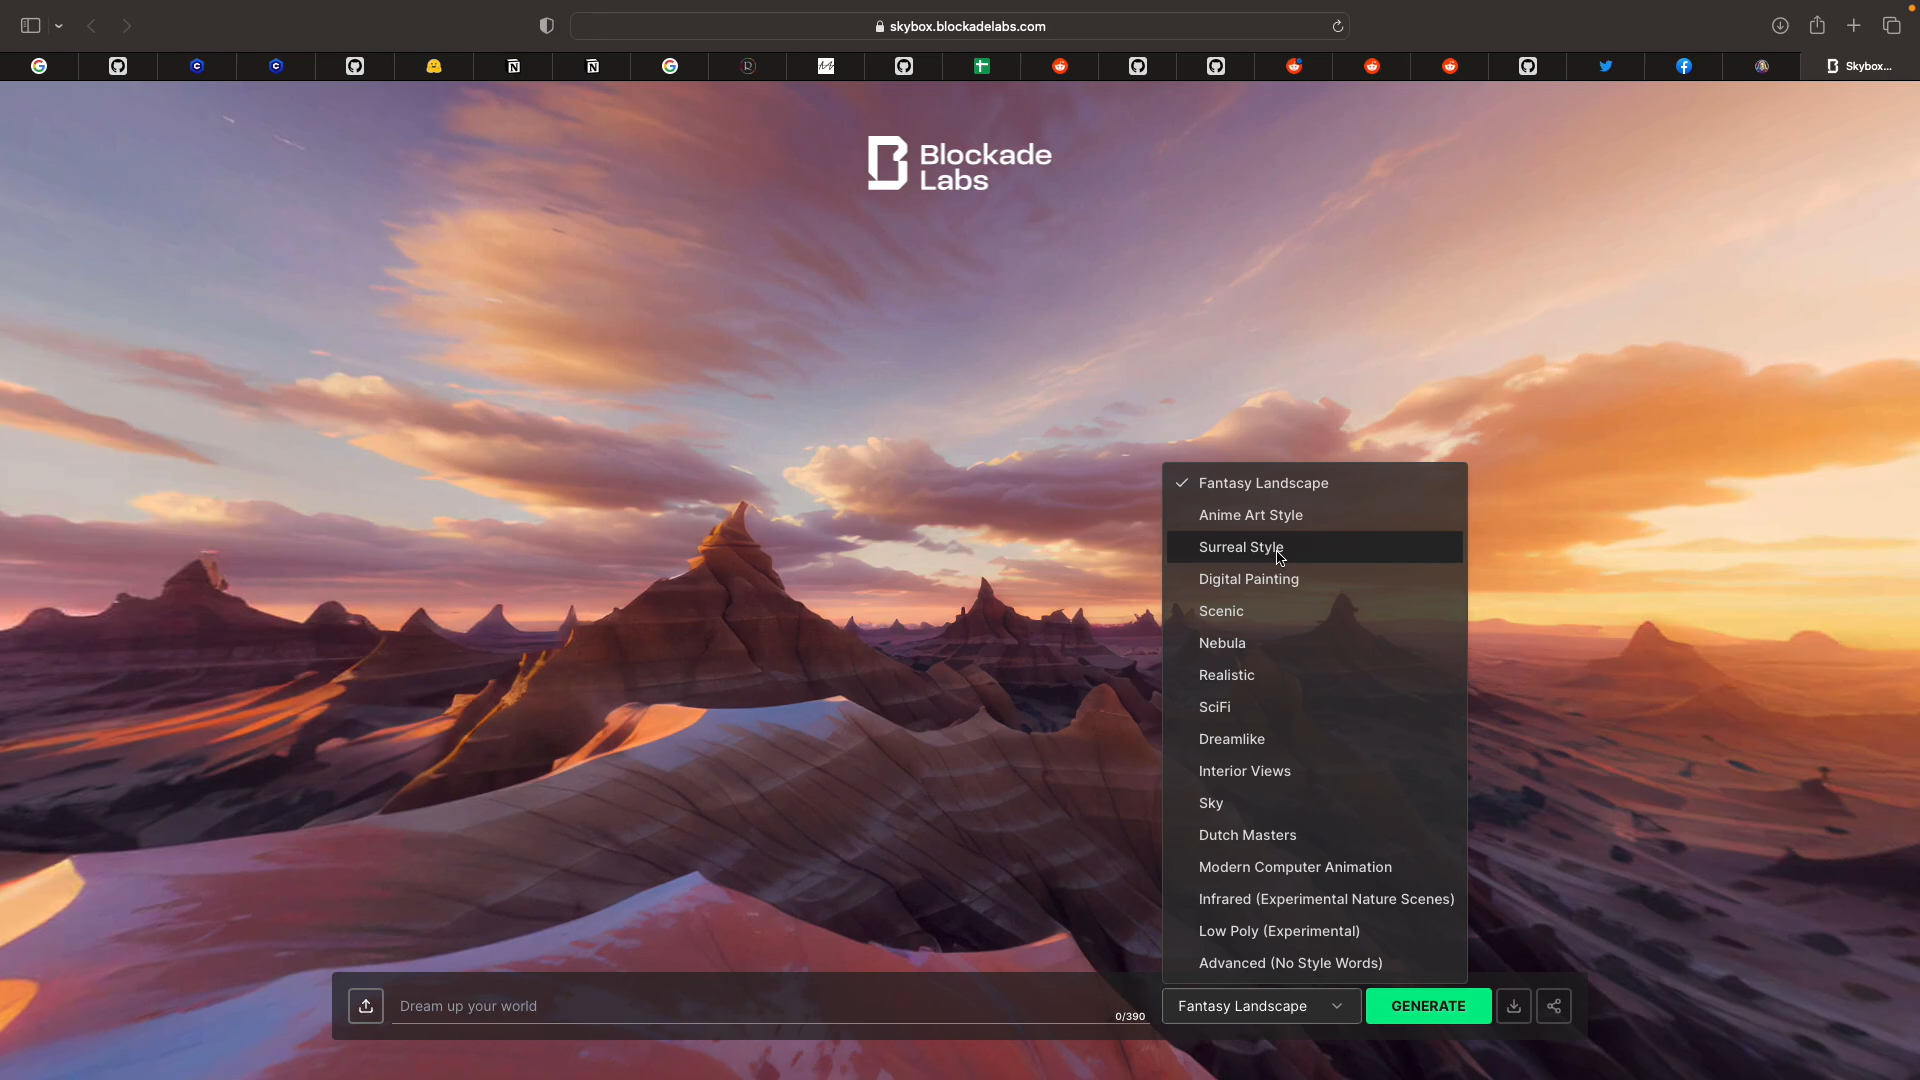 skybox.blockadelabs.com
Skybox...
Blockade
Labs
Fantasy Landscape
Anime Art Style
Surreal Style
Digital Painting
Scenic
Nebula
Realistic
SciFi
Dreamlike
Interior Views
Sky
Dutch Masters
Modern Computer Animation
Infrared (Experimental Nature Scenes)
Low Poly (Experimental)
Advanced (No Style Words)
Dream up your world
0/390
Fantasy Landscape
GENERATE